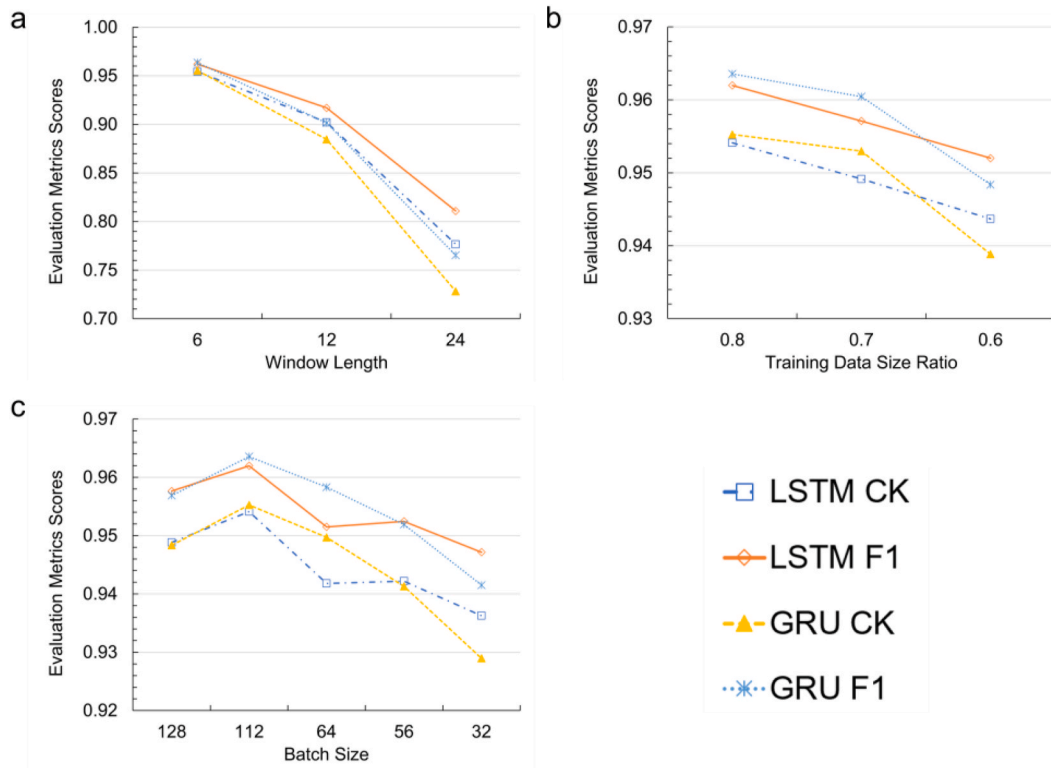 a
Evaluation Metrics Scores
1.00
0.95
0.90
0.85
0.80
0.75
0.70
6 12 24
Window Length
b
Evaluation Metrics Scores
0.97
0.96
0.95
0.94
0.93
0.8 0.7 0.6
Training Data Size Ratio
c
Evaluation Metrics Scores
0.97
0.96
0.95
0.94
0.93
0.92
128 112 64 56 32
Batch Size
LSTM CK
LSTM F1
GRU CK
GRU F1